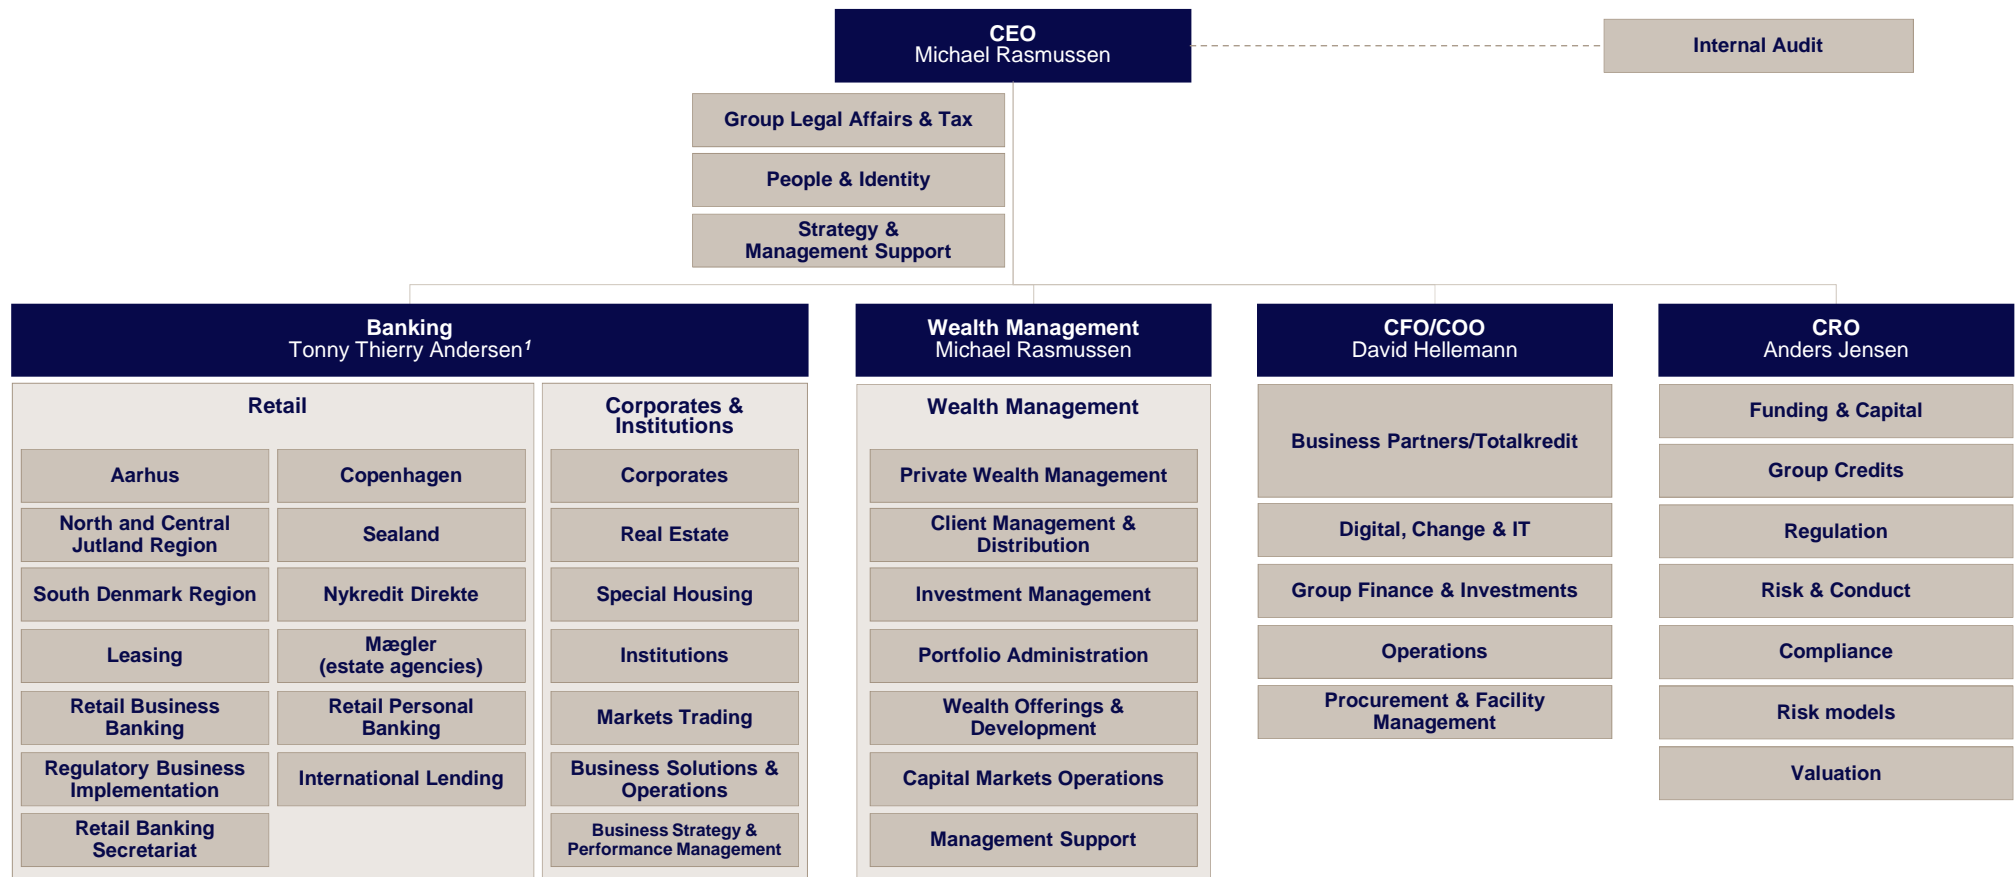 CEO
Michael Rasmussen
Internal Audit
Group Legal Affairs & Tax
People & Identity
Strategy &
Management Support
Banking
Tonny Thierry Andersen¹
Retail
Aarhus
Copenhagen
North and Central
Jutland Region
Sealand
South Denmark Region
Nykredit Direkte
Leasing
Mægler
(estate agencies)
Retail Business
Banking
Retail Personal
Banking
Regulatory Business
Implementation
International Lending
Retail Banking
Secretariat
Corporates &
Institutions
Corporates
Real Estate
Special Housing
Institutions
Markets Trading
Business Solutions &
Operations
Business Strategy &
Performance Management
Wealth Management
Michael Rasmussen
Wealth Management
Private Wealth Management
Client Management &
Distribution
Investment Management
Portfolio Administration
Wealth Offerings &
Development
Capital Markets Operations
Management Support
CFO/COO
David Hellemann
Business Partners/Totalkredit
Digital, Change & IT
Group Finance & Investments
Operations
Procurement & Facility
Management
CRO
Anders Jensen
Funding & Capital
Group Credits
Regulation
Risk & Conduct
Compliance
Risk models
Valuation